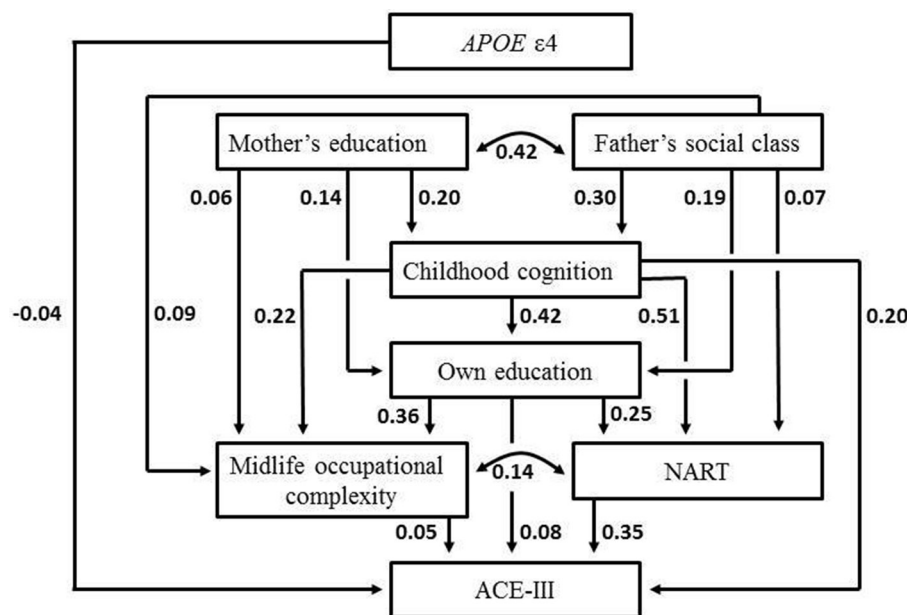 APOE ε4
Mother's education
0.42
Father's social class
0.06
0.14
0.20
0.30
0.19
0.07
Childhood cognition
-0.04
0.09
0.22
0.42
0.51
0.20
Own education
0.36
0.25
Midlife occupational
complexity
0.14
NART
0.05
0.08
0.35
ACE-III